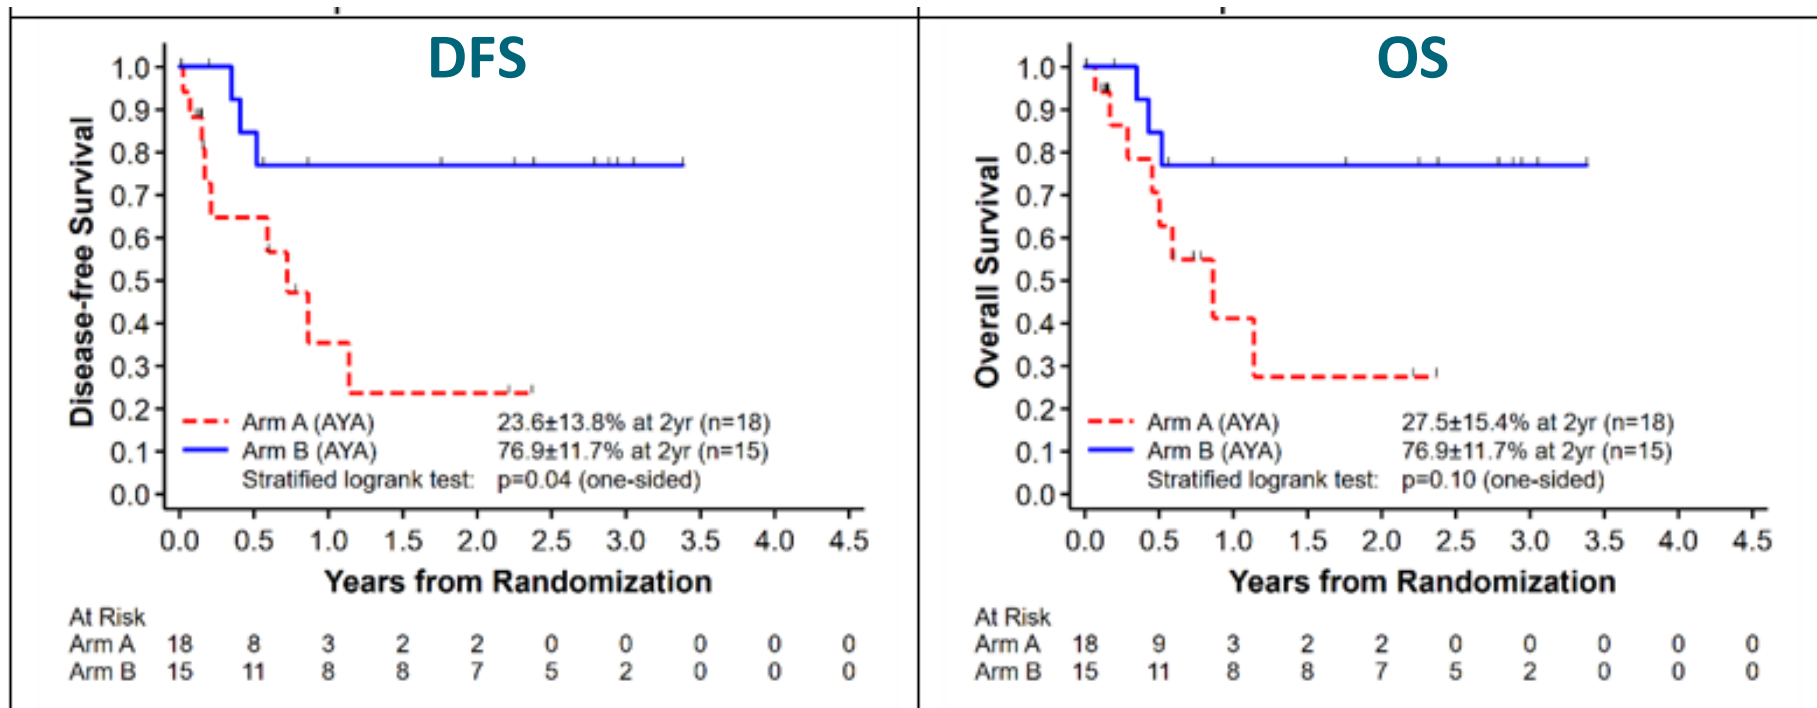 DFS
Disease-free Survival
1.0
0.9
0.8
0.7
0.6
0.5
0.4
0.3
0.2
0.1
0.0
Arm A (AYA) 23.6±13.8% at 2yr (n=18)
Arm B (AYA) 76.9±11.7% at 2yr (n=15)
Stratified logrank test: p=0.04 (one-sided)
0.0 0.5 1.0 1.5 2.0 2.5 3.0 3.5 4.0 4.5
Years from Randomization
At Risk
Arm A 18 8 3 2 2 0 0 0 0 0
Arm B 15 11 8 8 7 5 2 0 0 0
OS
Overall Survival
1.0
0.9
0.8
0.7
0.6
0.5
0.4
0.3
0.2
0.1
0.0
Arm A (AYA) 27.5±15.4% at 2yr (n=18)
Arm B (AYA) 76.9±11.7% at 2yr (n=15)
Stratified logrank test: p=0.10 (one-sided)
0.0 0.5 1.0 1.5 2.0 2.5 3.0 3.5 4.0 4.5
Years from Randomization
At Risk
Arm A 18 9 3 2 2 0 0 0 0 0
Arm B 15 11 8 8 7 5 2 0 0 0